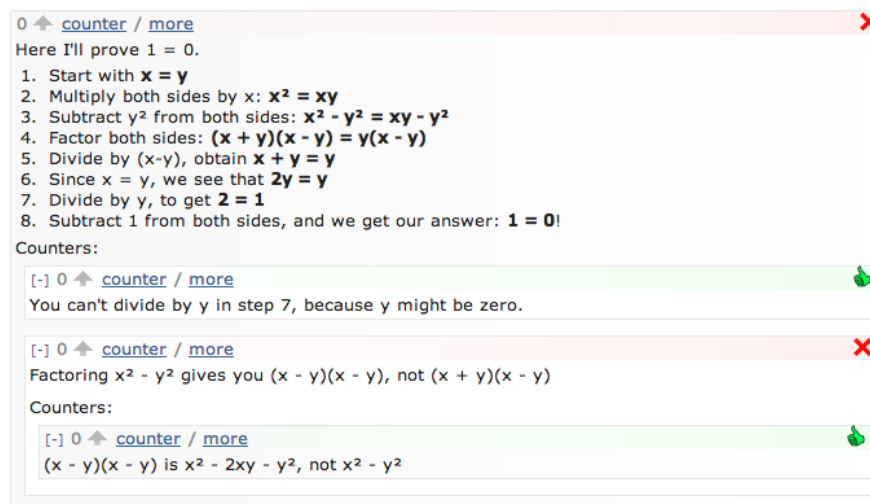 0 counter / more
Here I'll prove 1 = 0.
1. Start with x = y
2. Multiply both sides by x: x² = xy
3. Subtract y² from both sides: x² - y² = xy - y²
4. Factor both sides: (x + y)(x - y) = y(x - y)
5. Divide by (x-y), obtain x + y = y
6. Since x = y, we see that 2y = y
7. Divide by y, to get 2 = 1
8. Subtract 1 from both sides, and we get our answer: 1 = 0!
Counters:
[-] 0 counter / more
You can't divide by y in step 7, because y might be zero.
[-] 0 counter / more
Factoring x² - y² gives you (x - y)(x - y), not (x + y)(x - y)
Counters:
[-] 0 counter / more
(x - y)(x - y) is x² - 2xy - y², not x² - y²